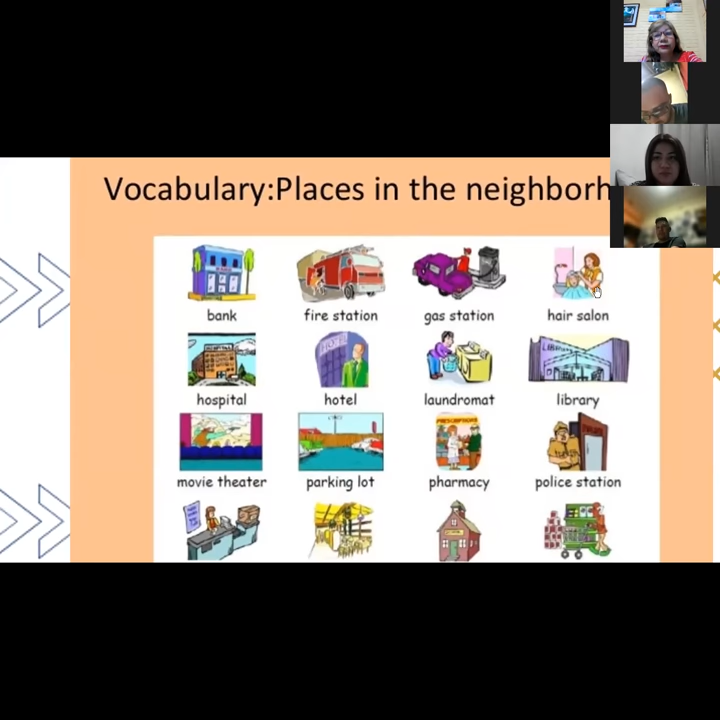 Vocabulary:Places in the neighborh
bank fire station gas station hair salon
hospital hotel laundromat library
movie theater parking lot pharmacy police station